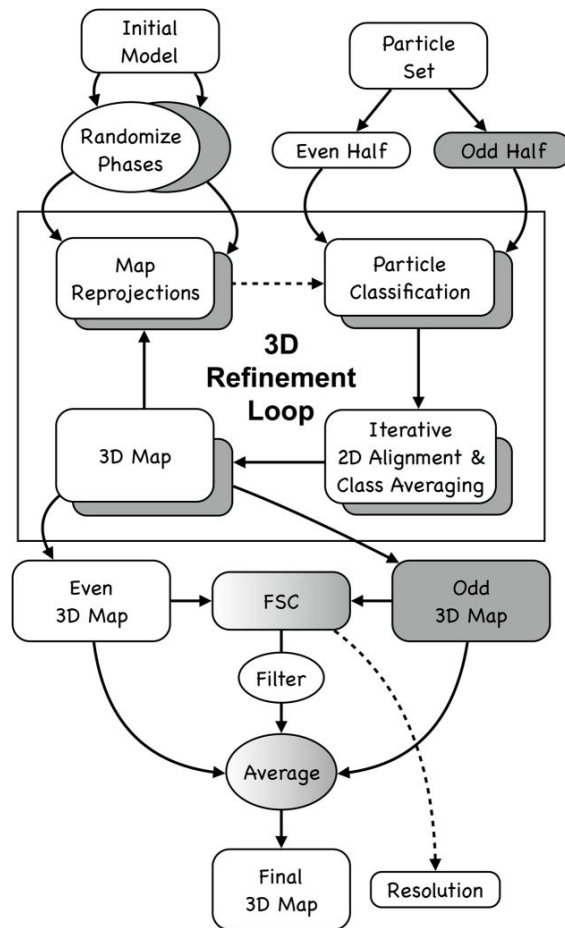 Initial
Model
Particle
Set
Randomize
Phases
Even Half
Odd Half
Map
Reprojections
Particle
Classification
3D
Refinement
Loop
3D Map
Iterative
2D Alignment &
Class Averaging
Even
3D Map
FSC
Odd
3D Map
Filter
Average
Final
3D Map
Resolution